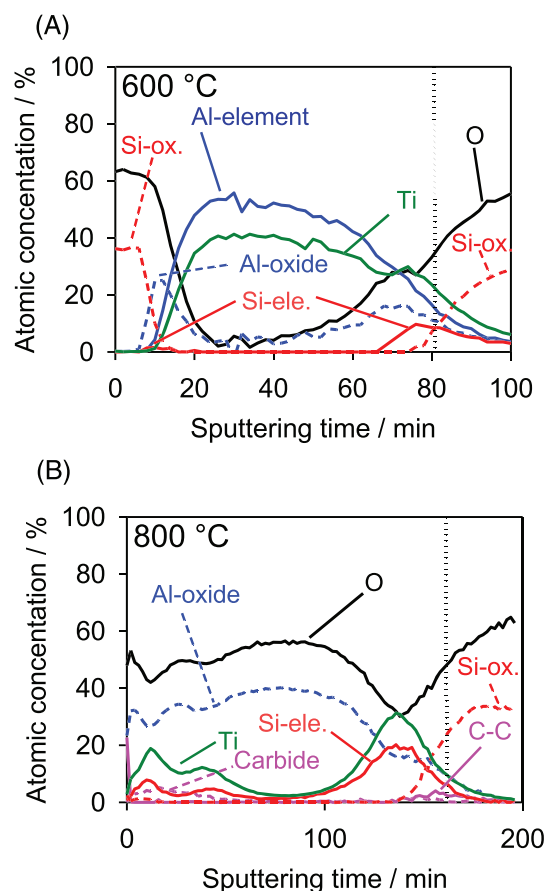 (A)
100
600 °C
Al-element
80
Si-ox.
O
60
Ti
40
Al-oxide
Si-ox.
20
Si-ele.
0
0 20 40 60 80 100
Atomic concentration / %
Sputtering time / min
(B)
100
800 °C
80
Al-oxide
O
60
Si-ox.
40
Si-ele.
C-C
Ti
20
Carbide
0
0 100 200
Atomic concentration / %
Sputtering time / min